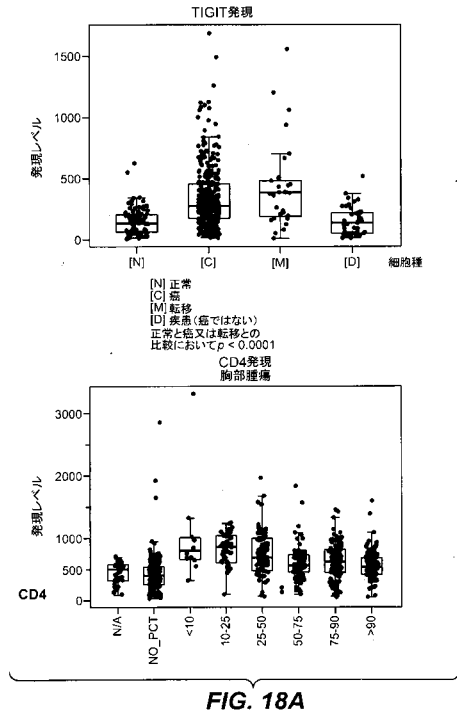 TIGIT発現
発現レベル
1500
1000
500
0
[N]
[C]
[M]
[D]
細胞種
[N] 正常
[C] 癌
[M] 転移
[D] 疾患(癌ではない)
正常と癌又は転移との
比較においてp < 0.0001
CD4発現
胸部腫瘍
発現レベル
3000
2000
1000
500
0
CD4
N/A
NO_PCT
<10
10-25
25-50
50-75
75-90
>90
FIG. 18A